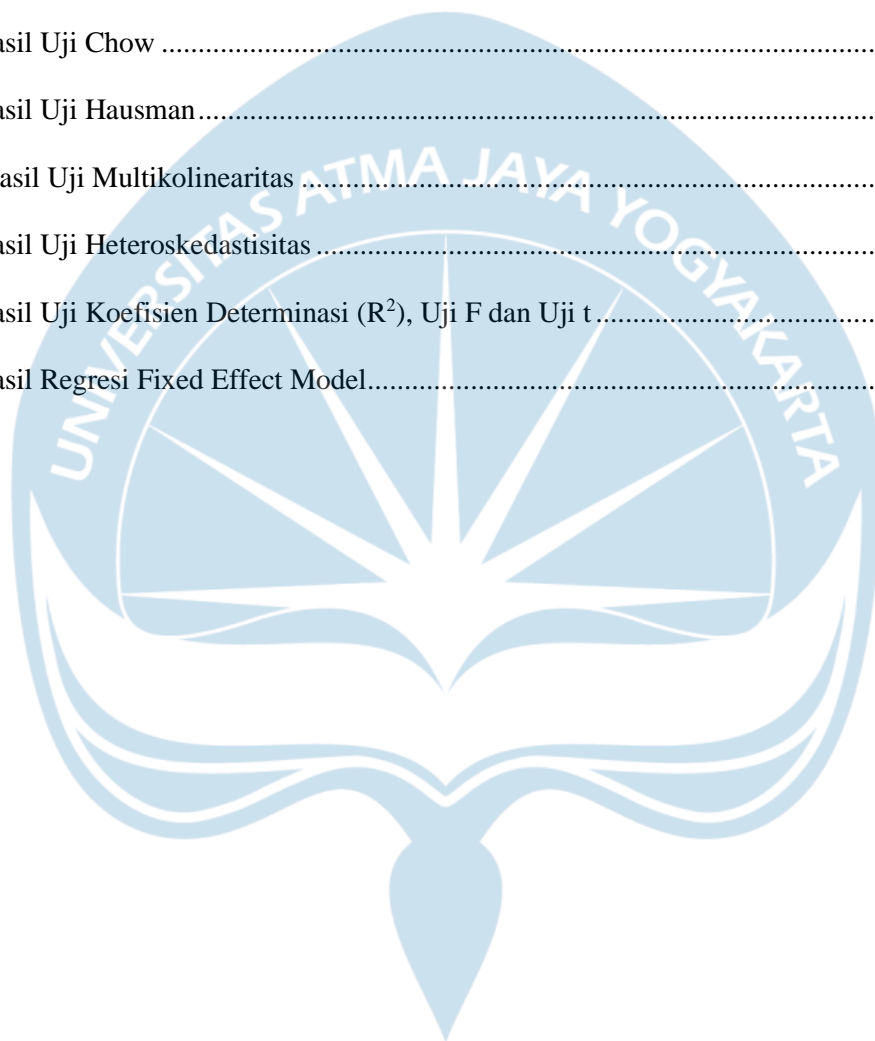 asil Uji Chow ...............................................................................................
asil Uji Hausman ..........................................................................................
asil Uji Multikolinearitas ............................................................................
asil Uji Heteroskedastisitas ..........................................................................
asil Uji Koefisien Determinasi (R²), Uji F dan Uji t .....................................
asil Regresi Fixed Effect Model ....................................................................
UNIVERSITAS ATMA JAYA YOGYAKARTA